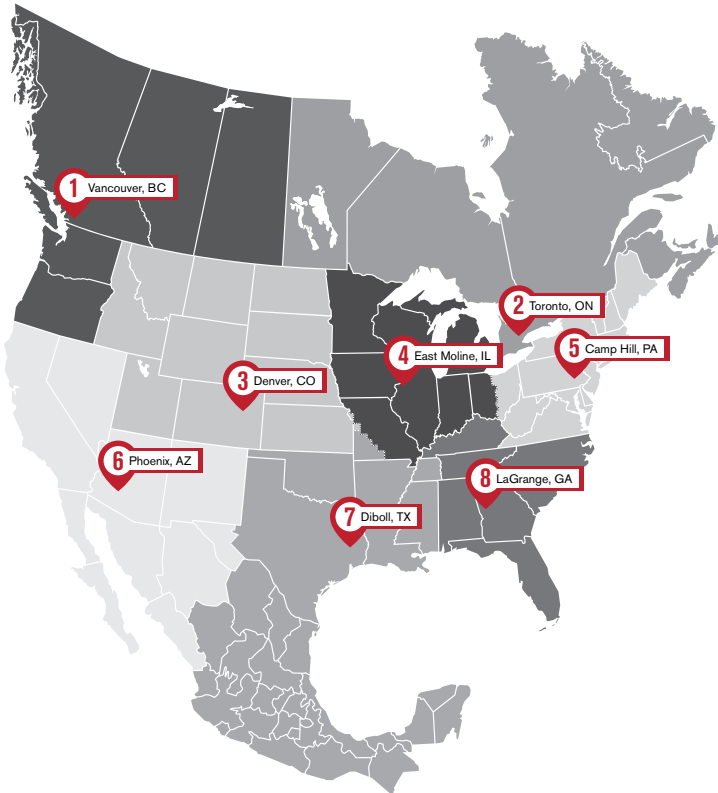 1 Vancouver, BC
2 Toronto, ON
5 Camp Hill, PA
4 East Moline, IL
3 Denver, CO
6 Phoenix, AZ
8 LaGrange, GA
7 Diboll, TX